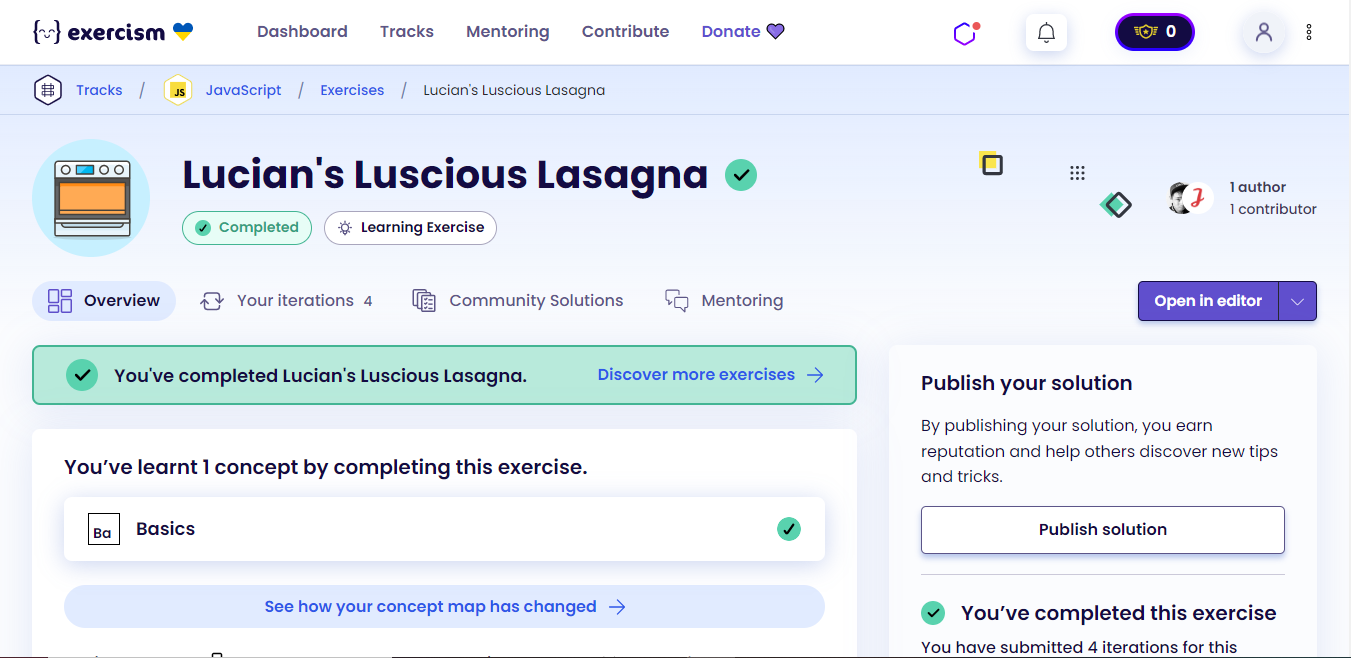 exercism
Dashboard Tracks Mentoring Contribute Donate 0
Tracks / JS JavaScript / Exercises / Lucian's Luscious Lasagna
Lucian's Luscious Lasagna
Completed Learning Exercise
1 author
1 contributor
Overview Your iterations 4 Community Solutions Mentoring
Open in editor
You've completed Lucian's Luscious Lasagna. Discover more exercises →
You’ve learnt 1 concept by completing this exercise.
Ba Basics
See how your concept map has changed →
Publish your solution
By publishing your solution, you earn
reputation and help others discover new tips
and tricks.
Publish solution
You’ve completed this exercise
You have submitted 4 iterations for this